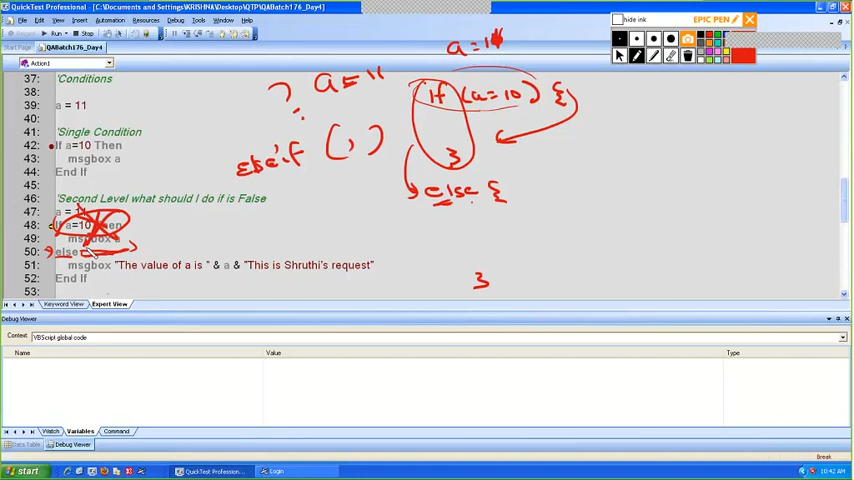 QuickTest Professional - [C:\Documents and Settings\KRISHNA\Desktop\QTP\QABatch176_Day4]
File Edit View Insert Automation Resources Debug Tools Window Help
hide ink EPIC PEN
Run Stop
Start Page QABatch176_Day4
Action1
a=1
a = 11
if (a=10) {
}
else if ( , )
else {
}
37: 'Conditions
38:
39: a = 11
40:
41: 'Single Condition
42: If a=10 Then
43: msgbox a
44: End If
45:
46: 'Second Level what should I do if is False
47: a = 11
48: If a=10 Then
49: msgbox a
50: else
51: msgbox "The value of a is " & a & "This is Shruthi's request"
52: End If
53:
Keyword View Expert View
Debug Viewer
Context: VBScript global code
Name Value Type
Watch Variables Command
Data Table Debug Viewer
Break
start QuickTest Professional... Login 10:42 AM